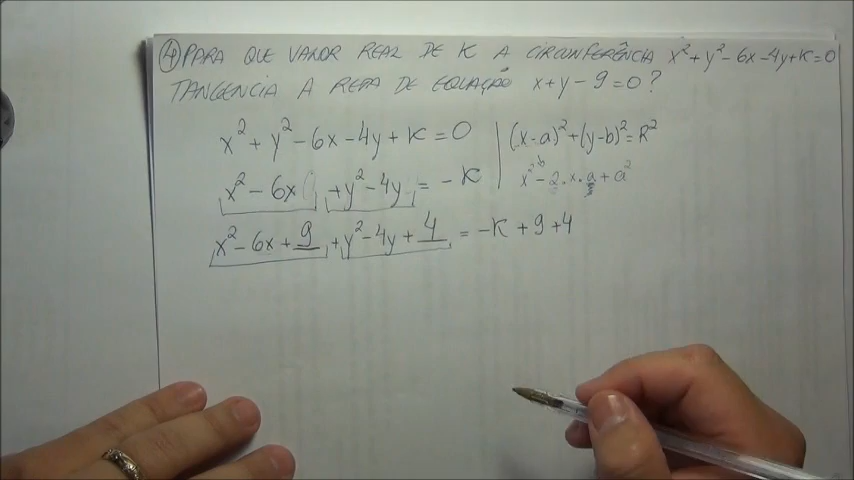 ④ PARA QUE VALOR REAL DE K A CIRCUNFERÊNCIA x²+y²-6x-4y+K=0
TANGENCIA A RETA DE EQUAÇÃO x+y-9=0?
x²+y²-6x-4y+K=0
(x-a)²+(y-b)²=R²
x²-6x +y²-4y = -K
x²-2.x.a+a²
x²-6x+9+y²-4y+4 = -K+9+4